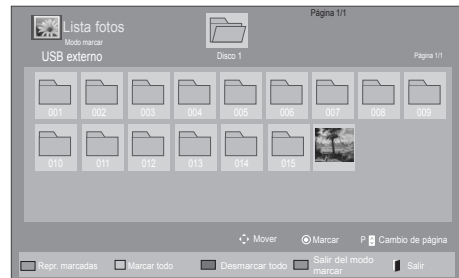 Página 1/1
Lista fotos
Modo marcar
USB externo
Disco 1
Página 1/1
001 002 003 004 005 006 007 008 009
010 011 012 013 014 015
Mover Marcar P Cambio de página
Repr. marcadas Marcar todo Desmarcar todo Salir del modo marcar Salir